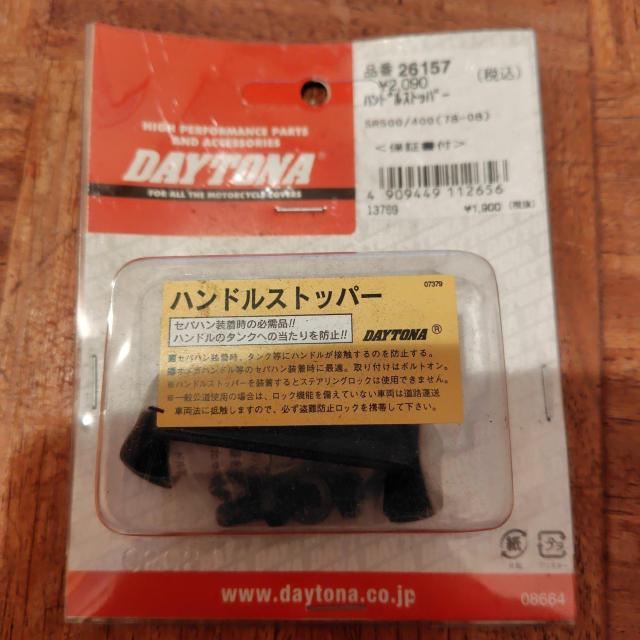 HIGH PERFORMANCE PARTS
AND ACCESSORIES
DAYTONA
FOR ALL THE MOTORCYCLE LOVERS
品番 26157
¥2,090 (税込)
ハンドルストッパー
SR500/400(78-08)
<保証書付>
4 909449 112656
13769 ¥1,900 (税抜)
07379
ハンドルストッパー
セパハン装着時の必需品!!
ハンドルのタンクへの当たりを防止!!
DAYTONA ®
セパハン装着時、タンク等にハンドルが接触するのを防止する。
ハンドル等のセパハン装着時に最適。取り付けはボルトオン。
※ハンドルストッパーを装着するとステアリングロックは使用できません。
※一般公道使用の場合は、ロック機能を備えていない車両は道路運送
車両法に抵触しますので、必ず盗難防止ロックを携帯して下さい。
紙
プラ
www.daytona.co.jp
08664